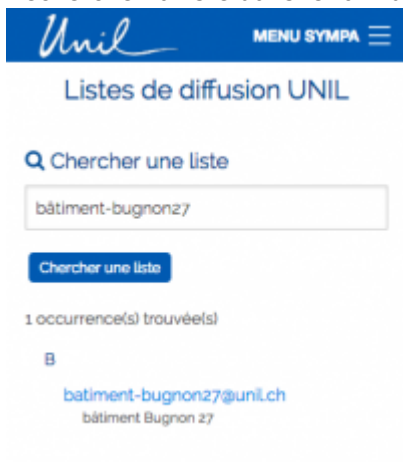 Unil
MENU SYMPA
Listes de diffusion UNIL
Chercher une liste
bâtiment-bugnon27
Chercher une liste
1 occurrence(s) trouvée(s)
B
batiment-bugnon27@unil.ch
bâtiment Bugnon 27